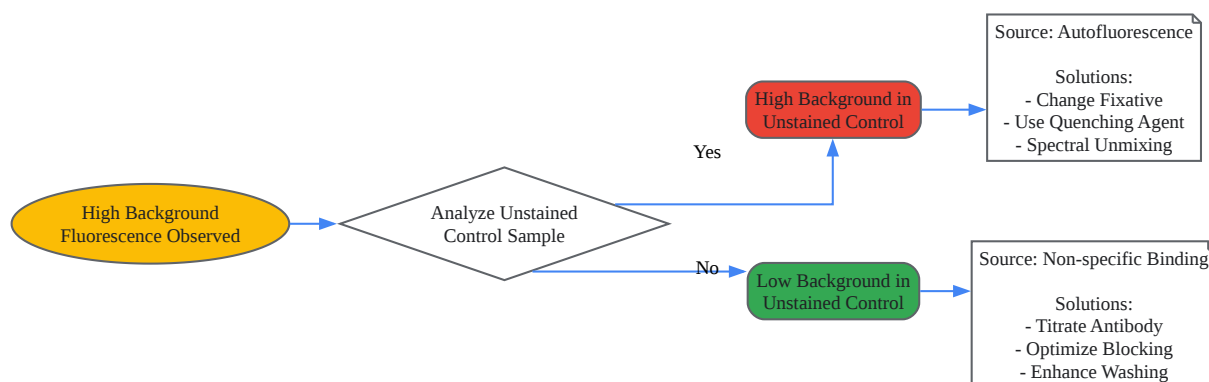 High Background
Fluorescence Observed
Analyze Unstained
Control Sample
Yes
No
High Background in
Unstained Control
Low Background in
Unstained Control
Source: Autofluorescence
Solutions:
- Change Fixative
- Use Quenching Agent
- Spectral Unmixing
Source: Non-specific Binding
Solutions:
- Titrate Antibody
- Optimize Blocking
- Enhance Washing